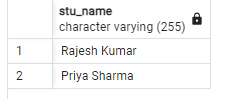 stu_name
character varying (255)
1 Rajesh Kumar
2 Priya Sharma